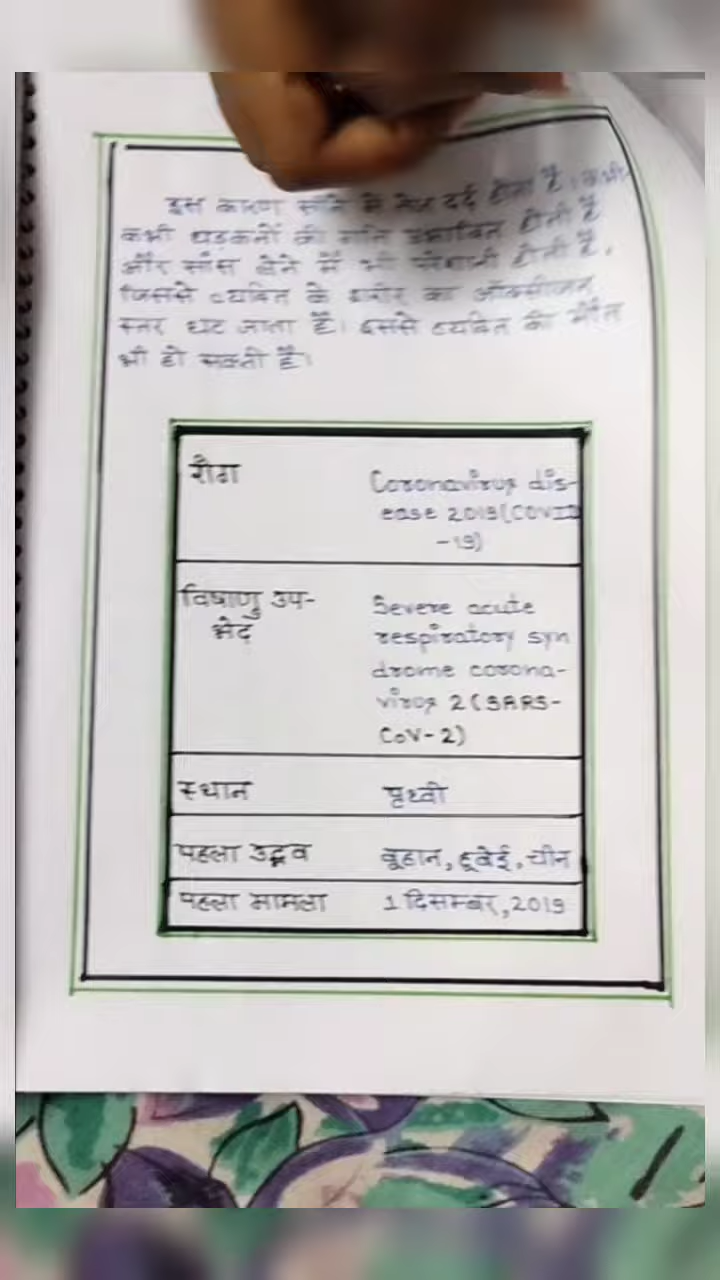 इस कारण सीने में तेज दर्द होता है। कभी
कभी धड़कनों की गति प्रभावित होती है
और सांस लेने में भी परेशानी होती है,
जिससे व्यक्ति के शरीर का ऑक्सीजन
स्तर घट जाता है। इससे व्यक्ति की मौत
भी हो सकती है।
रोग
Coronavirus dis-
ease 2019(COVID
-19)
विषाणु उप-
भेद
Severe acute
respiratory syn
drome corona-
virus 2(SARS-
CoV-2)
स्थान पृथ्वी
पहला उद्भव वूहान, हूबेई, चीन
पहला मामला 1 दिसम्बर, 2019